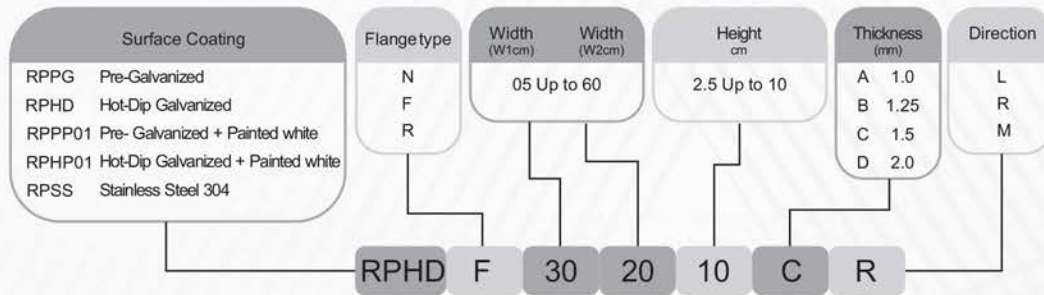 Surface Coating
RPPG Pre-Galvanized
RPHD Hot-Dip Galvanized
RPPP01 Pre- Galvanized + Painted white
RPHP01 Hot-Dip Galvanized + Painted white
RPSS Stainless Steel 304
Flange type
N
F
R
Width Width
(W1cm) (W2cm)
05 Up to 60
Height
cm
2.5 Up to 10
Thickness
(mm)
A 1.0
B 1.25
C 1.5
D 2.0
Direction
L
R
M
RPHD F 30 20 10 C R